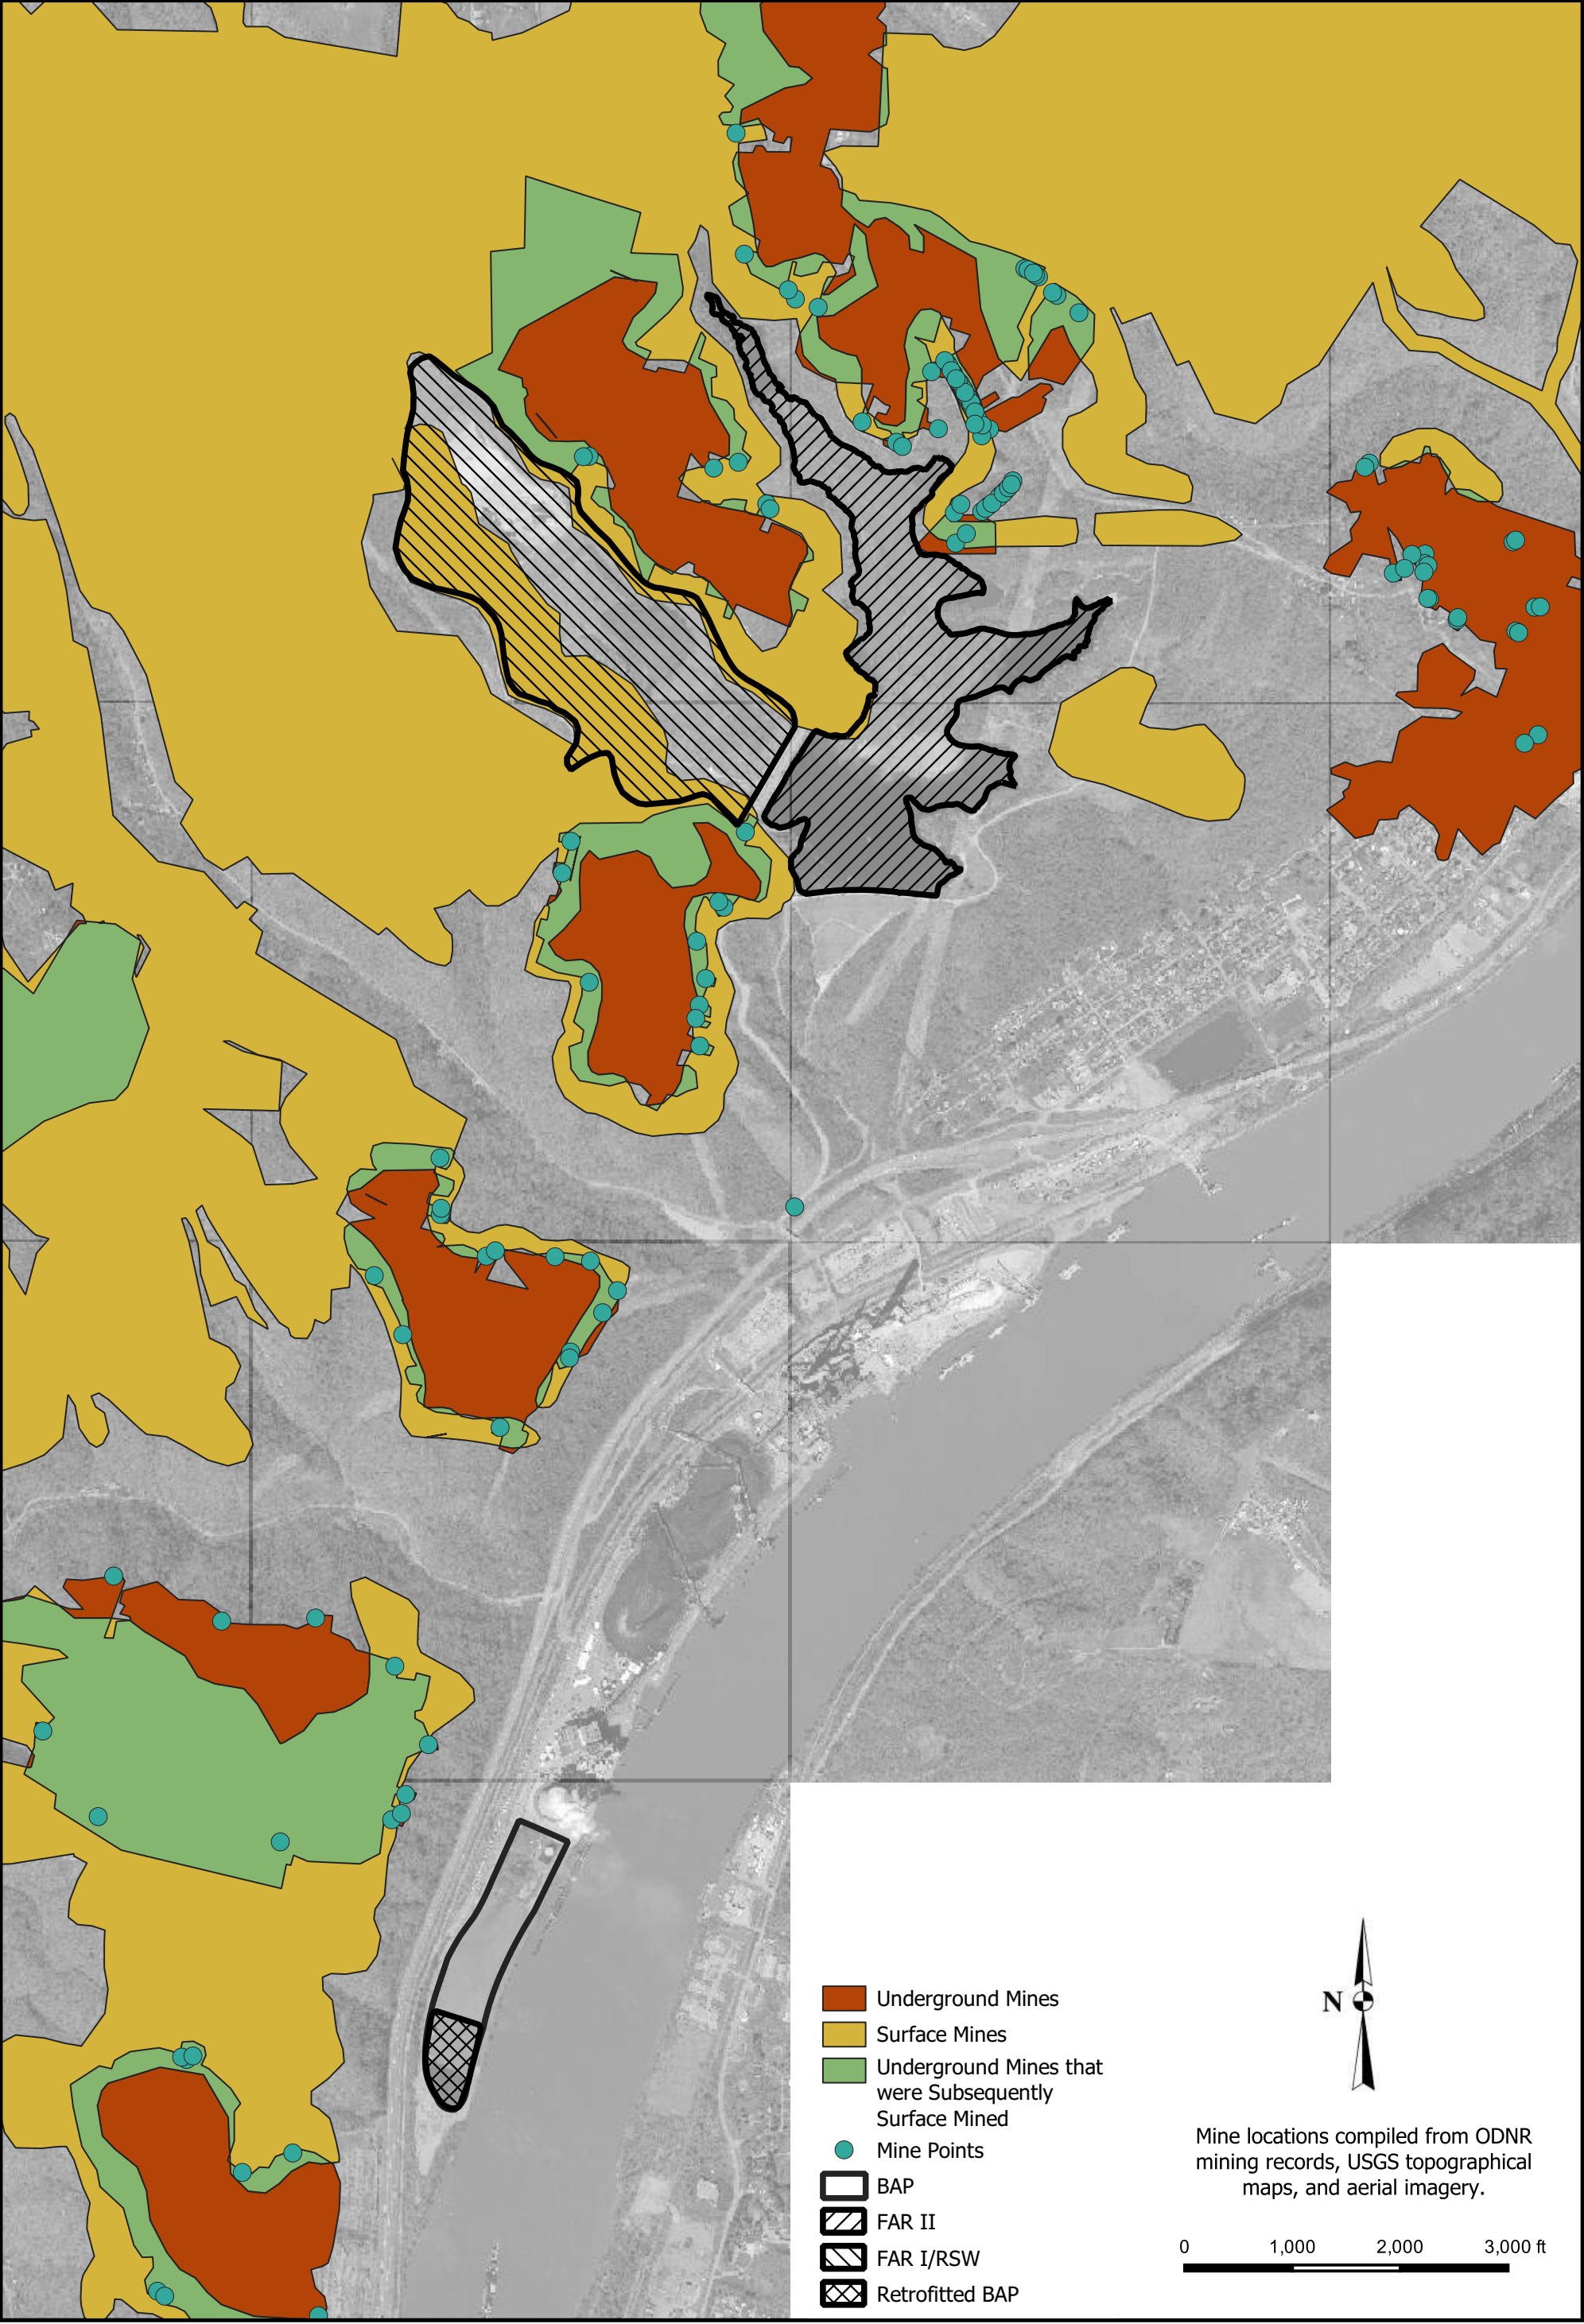 Underground Mines
Surface Mines
Underground Mines that
were Subsequently
Surface Mined
Mine Points
BAP
FAR II
FAR I/RSW
Retrofitted BAP
N
Mine locations compiled from ODNR
mining records, USGS topographical
maps, and aerial imagery.
0 1,000 2,000 3,000 ft